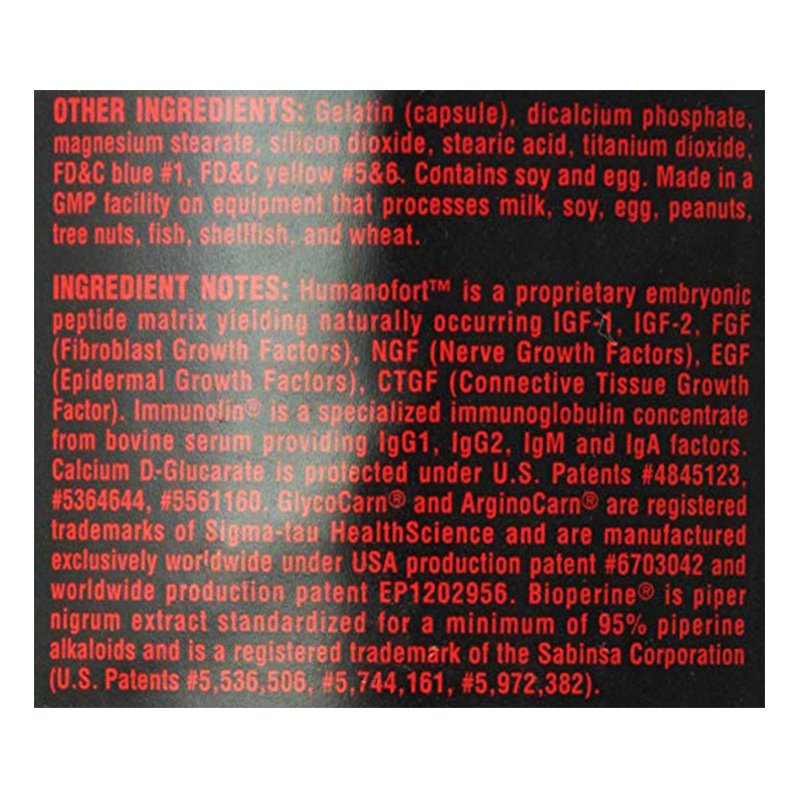 OTHER INGREDIENTS: Gelatin (capsule), dicalcium phosphate,
magnesium stearate, silicon dioxide, stearic acid, titanium dioxide,
FD&C blue #1, FD&C yellow #5&6. Contains soy and egg. Made in a
GMP facility on equipment that processes milk, soy, egg, peanuts,
tree nuts, fish, shellfish, and wheat.
INGREDIENT NOTES: Humanofort™ is a proprietary embryonic
peptide matrix yielding naturally occurring IGF-1, IGF-2, FGF
(Fibroblast Growth Factors), NGF (Nerve Growth Factors), EGF
(Epidermal Growth Factors), CTGF (Connective Tissue Growth
Factor). Immunolin® is a specialized immunoglobulin concentrate
from bovine serum providing IgG1, IgG2, IgM and IgA factors.
Calcium D-Glucarate is protected under U.S. Patents #4845123,
#5364644, #5561160. GlycoCarn® and ArginoCarn® are registered
trademarks of Sigma-tau HealthScience and are manufactured
exclusively worldwide under USA production patent #6703042 and
worldwide production patent EP1202956. Bioperine® is piper
nigrum extract standardized for a minimum of 95% piperine
alkaloids and is a registered trademark of the Sabinsa Corporation
(U.S. Patents #5,536,506, #5,744,161, #5,972,382).